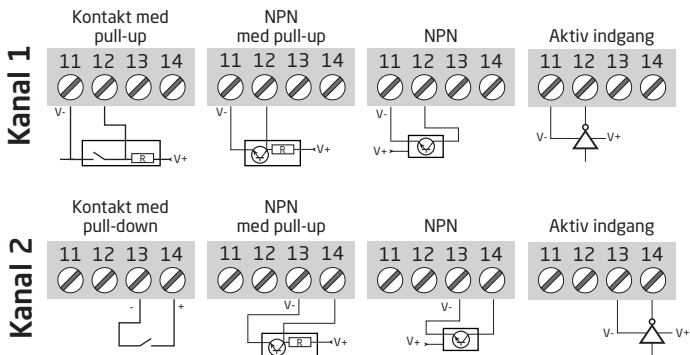 Kanal 1
Kontakt med
pull-up
11 12 13 14
V-
R
V+
NPN
med pull-up
11 12 13 14
V-
R
V+
NPN
11 12 13 14
V-
V+
Aktiv indgang
11 12 13 14
V-
V+
Kanal 2
Kontakt med
pull-down
11 12 13 14
-
+
NPN
med pull-up
11 12 13 14
V-
R
V+
NPN
11 12 13 14
V-
V+
Aktiv indgang
11 12 13 14
V-
V+